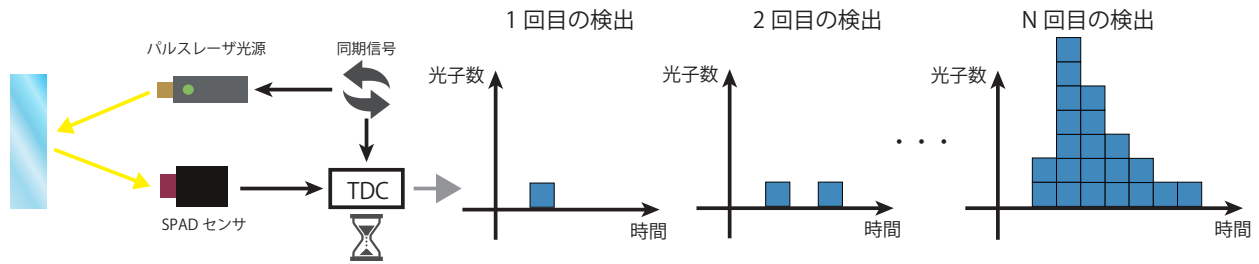 パルスレーザ光源
同期信号
SPAD センサ
TDC
1 回目の検出
光子数
時間
2 回目の検出
光子数
時間
・・・
N 回目の検出
光子数
時間